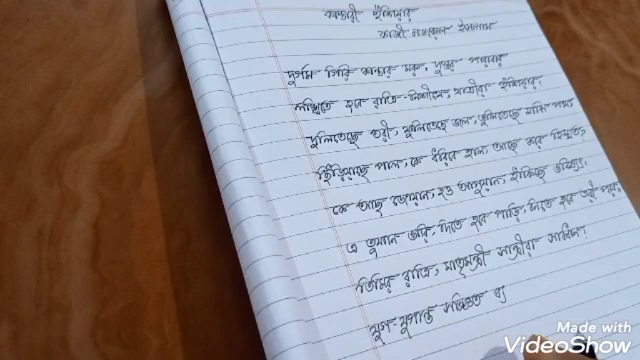 কান্ডারী হুঁশিয়ার
কাজী নজরুল ইসলাম
দুর্গম গিরি কান্তার মরু, দুস্তর পারাবার
লঙ্ঘিতে হবে রাত্রি-নিশীথে, যাত্রীরা হুঁশিয়ার!
দুলিতেছে তরী, ফুলিতেছে জল, ভুলিতেছে মাঝি পথ,
ছিঁড়িয়াছে পাল, কে ধরিবে হাল, আছে কার হিম্মত?
কে আছ জোয়ান, হও আগুয়ান, হাঁকিছে ভবিষ্যত।
এ তুফান ভারি, দিতে হবে পাড়ি, নিতে হবে তরী পার।
তিমির রাত্রি, মাতৃমন্ত্রী সান্ত্রীরা সাবধান!
যুগ-যুগান্ত সঞ্চিত ব্য
Made with
VideoShow